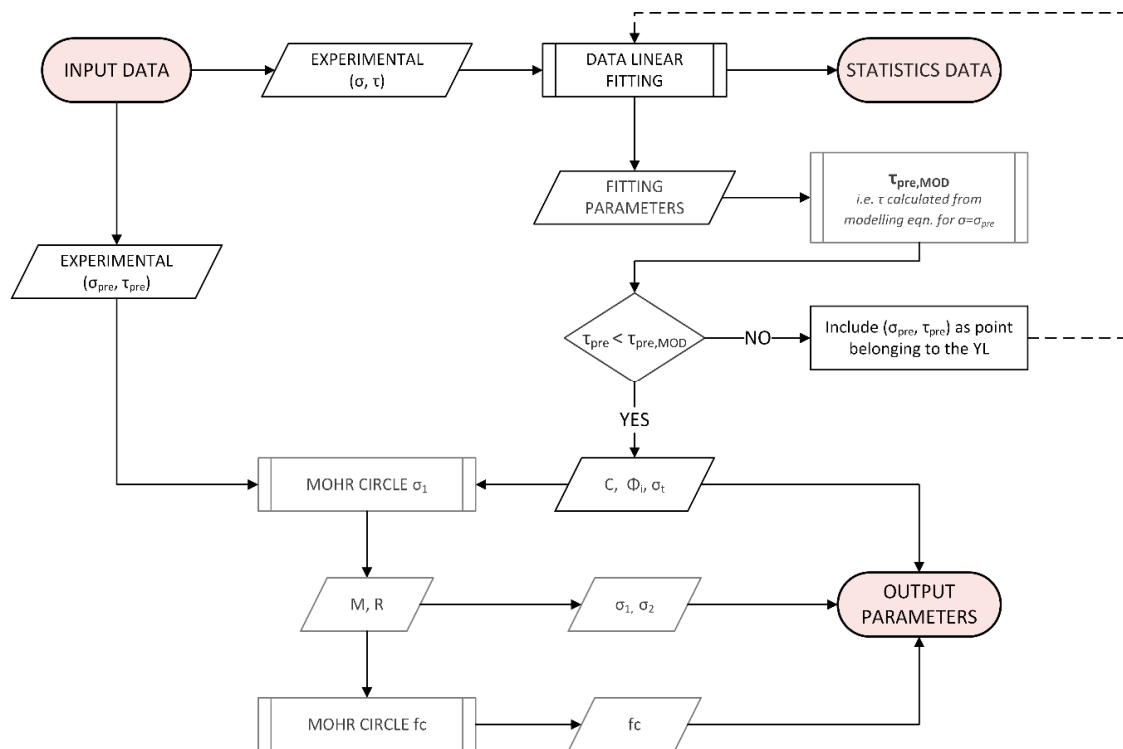 INPUT DATA
EXPERIMENTAL
(σ, τ)
DATA LINEAR
FITTING
STATISTICS DATA
FITTING
PARAMETERS
τpre,MOD
i.e. τ calculated from
modelling eqn. for σ=σpre
EXPERIMENTAL
(σpre, τpre)
τpre < τpre,MOD
NO
Include (σpre, τpre) as point
belonging to the YL
YES
MOHR CIRCLE σ1
C, Φi, σt
M, R
σ1, σ2
OUTPUT
PARAMETERS
MOHR CIRCLE fc
fc